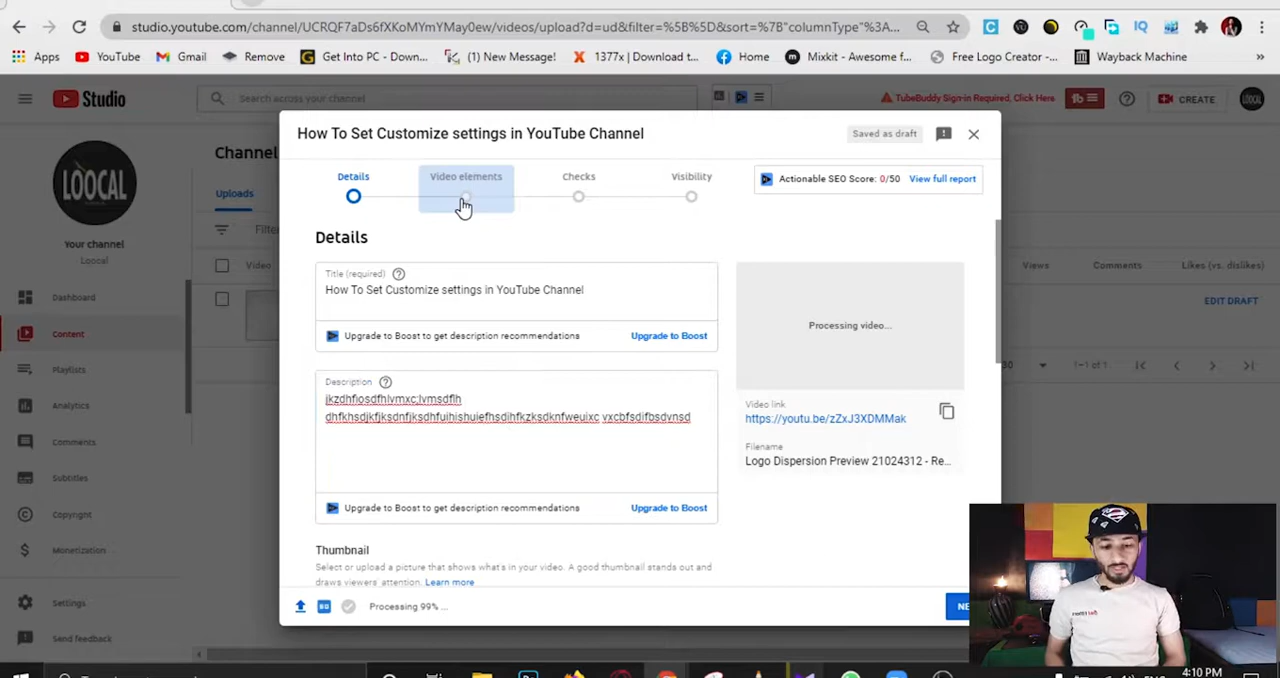 studio.youtube.com/channel/UCRQF7aDs6fXKoMYmYMay0ew/videos/upload?d=ud&filter=%5B%5D&sort=%7B"columnType"%3A...
Apps YouTube Gmail Remove Get Into PC - Down... (1) New Message! 1377x | Download t... Home Mixkit - Awesome f... Free Logo Creator -... Wayback Machine »
Studio Search across your channel TubeBuddy Sign-in Required, Click Here CREATE
LOOCAL
Your channel
Loocal
Dashboard
Content
Playlists
Analytics
Comments
Subtitles
Copyright
Monetization
Settings
Send feedback
Channel
Uploads
Filter
Video Views Comments Likes (vs. dislikes)
EDIT DRAFT
30 1–1 of 1
How To Set Customize settings in YouTube Channel Saved as draft
Details Video elements Checks Visibility
Actionable SEO Score: 0/50 View full report
Details
Title (required)
How To Set Customize settings in YouTube Channel
Upgrade to Boost to get description recommendations Upgrade to Boost
Description
jkzdhfiosdfhlvmxc;lvmsdflh
dhfkhsdjkfjksdnfjksdhfuihishuiefhsdihfkzksdknfweuixc vxcbfsdifbsdvnsd
Upgrade to Boost to get description recommendations Upgrade to Boost
Thumbnail
Select or upload a picture that shows what's in your video. A good thumbnail stands out and
draws viewers' attention. Learn more
Processing video...
Video link
https://youtu.be/zZxJ3XDMMak
Filename
Logo Dispersion Preview 21024312 - Re...
Processing 99% ...
NE
4:10 PM